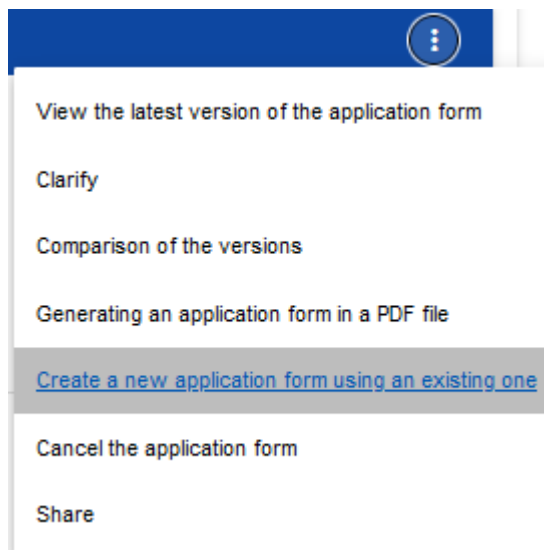 View the latest version of the application form
Clarify
Comparison of the versions
Generating an application form in a PDF file
Create a new application form using an existing one
Cancel the application form
Share